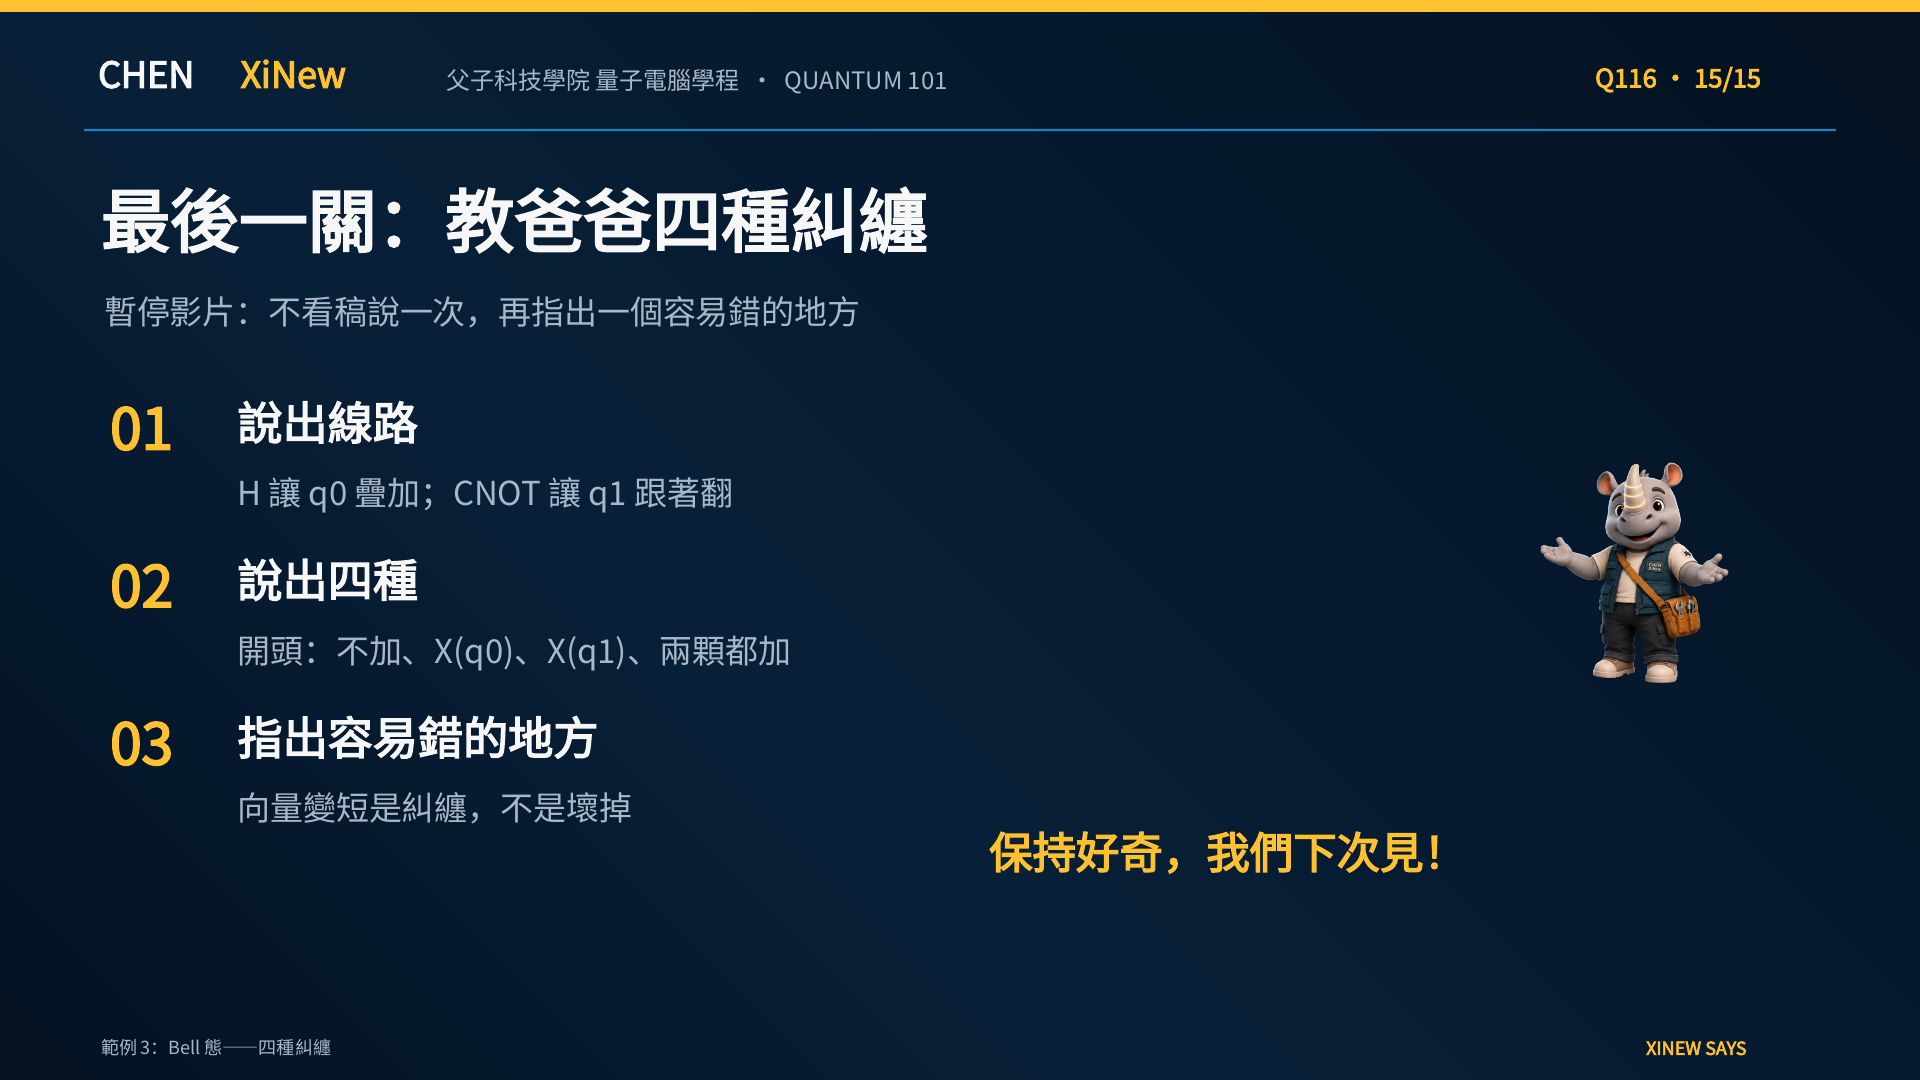 CHEN XiNew 父子科技學院 量子電腦學程 • QUANTUM 101 Q116 • 15/15
最後一關：教爸爸四種糾纏
暫停影片：不看稿說一次，再指出一個容易錯的地方
01 說出線路
H 讓 q0 疊加；CNOT 讓 q1 跟著翻
02 說出四種
開頭：不加、X(q0)、X(q1)、兩顆都加
03 指出容易錯的地方
向量變短是糾纏，不是壞掉
保持好奇，我們下次見！
範例 3：Bell 態——四種糾纏
XINEW SAYS